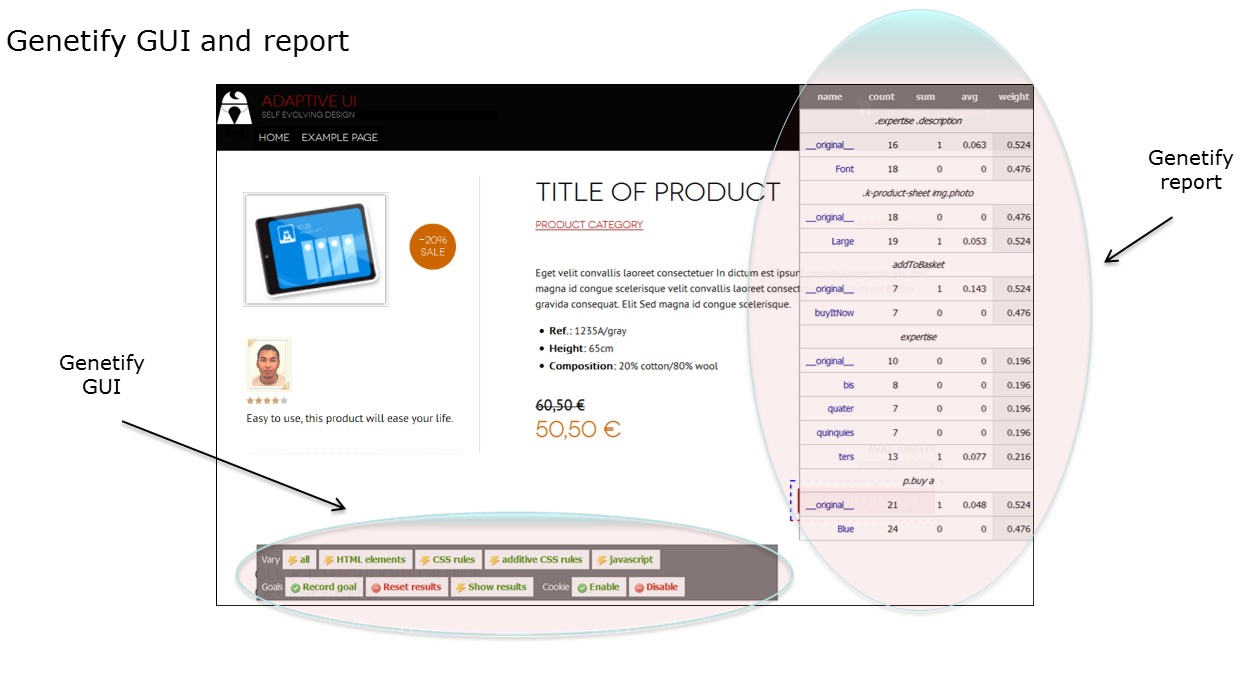 Genetify GUI and report
ADAPTIVE UI
SELF EVOLVING DESIGN
HOME EXAMPLE PAGE
−20%
SALE
TITLE OF PRODUCT
PRODUCT CATEGORY
Eget velit convallis laoreet consectetuer In dictum est ipsum
magna id congue scelerisque velit convallis laoreet consect
gravida consequat. Elit Sed magna id congue scelerisque.
• Ref.: 1235A/gray
• Height: 65cm
• Composition: 20% cotton/80% wool
60,50 €
50,50 €
Easy to use, this product will ease your life.
name count sum avg weight
.expertise .description
__original__ 16 1 0.063 0.524
Font 18 0 0 0.476
.k-product-sheet img.photo
__original__ 18 0 0 0.476
Large 19 1 0.053 0.524
addToBasket
__original__ 7 1 0.143 0.524
buyItNow 7 0 0 0.476
expertise
__original__ 10 0 0 0.196
bis 8 0 0 0.196
quater 7 0 0 0.196
quinquies 7 0 0 0.196
ters 13 1 0.077 0.216
p.buy a
__original__ 21 1 0.048 0.524
Blue 24 0 0 0.476
Genetify
report
Genetify
GUI
Vary all HTML elements CSS rules additive CSS rules javascript
Goals Record goal Reset results Show results Cookie Enable Disable